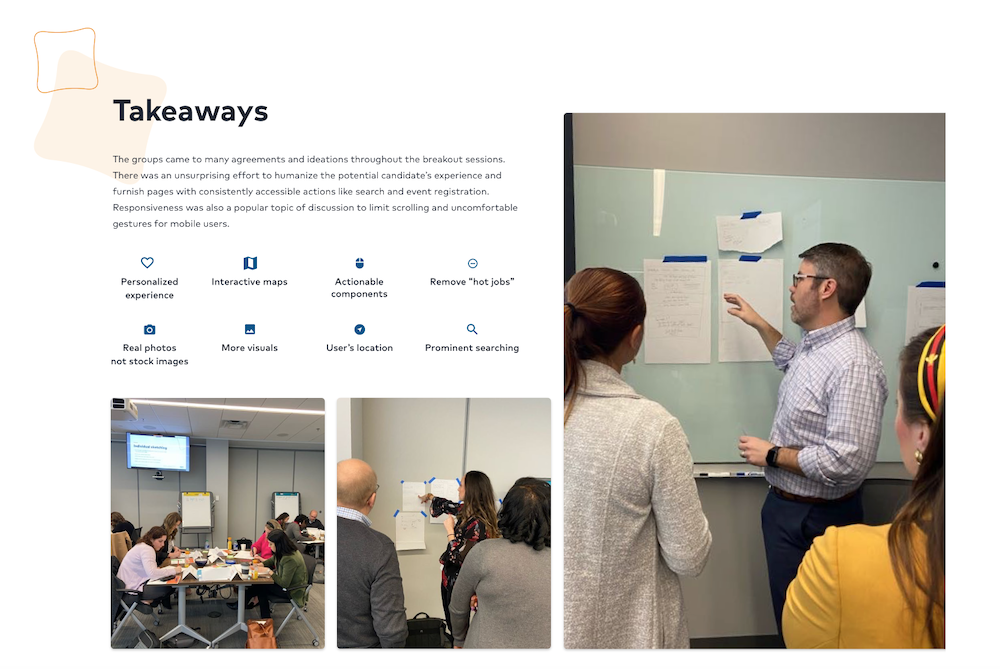 Takeaways
The groups came to many agreements and ideations throughout the breakout sessions.
There was an unsurprising effort to humanize the potential candidate's experience and
furnish pages with consistently accessible actions like search and event registration.
Responsiveness was also a popular topic of discussion to limit scrolling and uncomfortable
gestures for mobile users.
Personalized
experience
Interactive maps
Actionable
components
Remove "hot jobs"
Real photos
not stock images
More visuals
User's location
Prominent searching